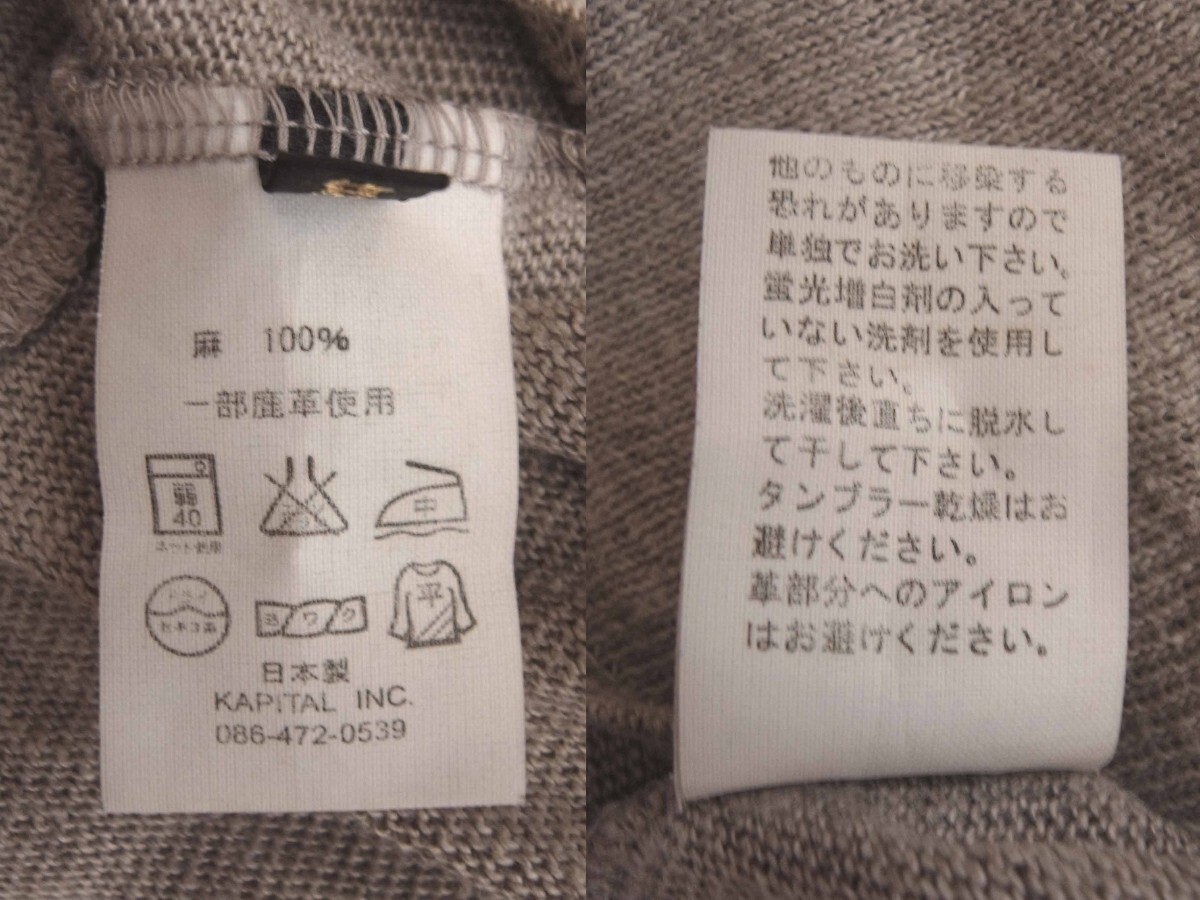 麻 100%
一部鹿革使用
40
ネット使用
中
ドライ
セキユ系
ヨワク
平
日本製
KAPITAL INC.
086-472-0539
他のものに移染する
恐れがありますので
単独でお洗い下さい。
蛍光増白剤の入って
いない洗剤を使用し
て下さい。
洗濯後直ちに脱水し
て干して下さい。
タンブラー乾燥はお
避けください。
革部分へのアイロン
はお避けください。